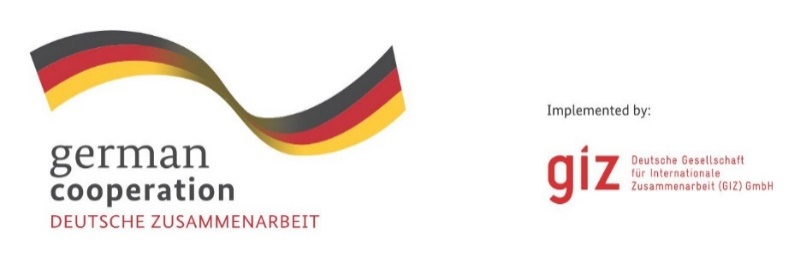 german
cooperation
DEUTSCHE ZUSAMMENARBEIT
Implemented by:
giz
Deutsche Gesellschaft
für Internationale
Zusammenarbeit (GIZ) GmbH